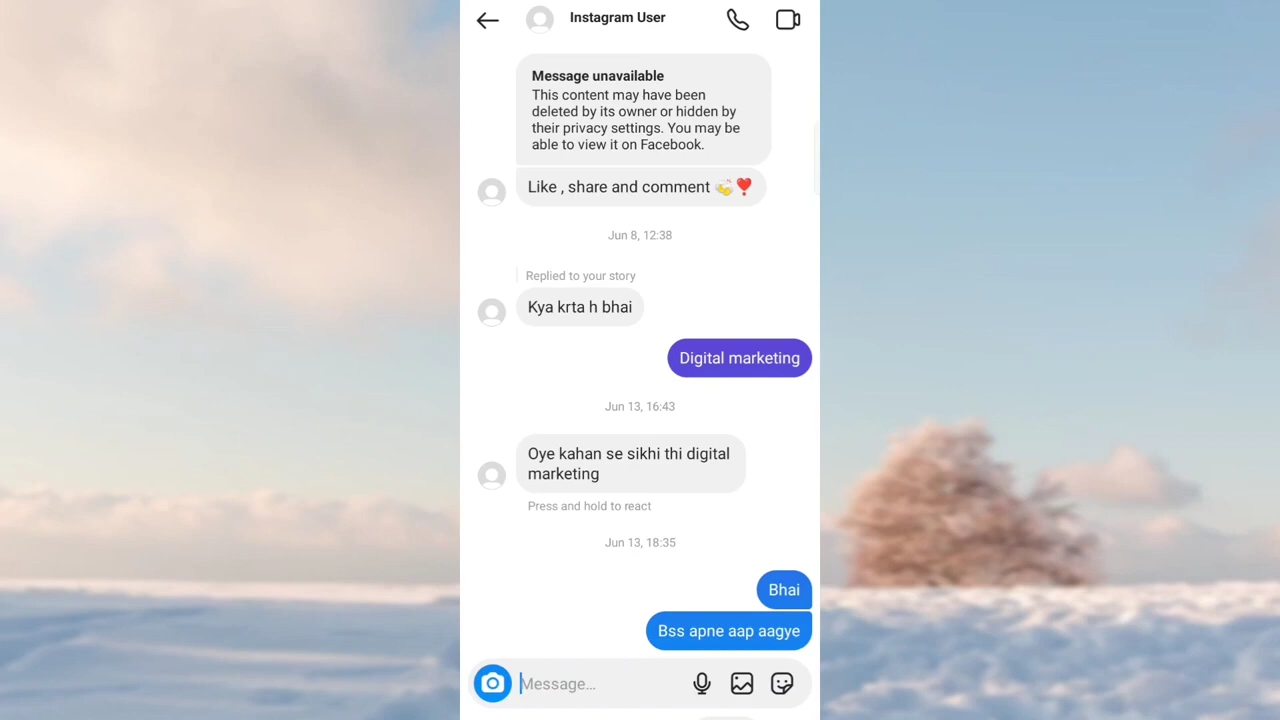 Instagram User
Message unavailable
This content may have been
deleted by its owner or hidden by
their privacy settings. You may be
able to view it on Facebook.
Like , share and comment 🍻❣️
Jun 8, 12:38
Replied to your story
Kya krta h bhai
Digital marketing
Jun 13, 16:43
Oye kahan se sikhi thi digital
marketing
Press and hold to react
Jun 13, 18:35
Bhai
Bss apne aap aagye
Message...